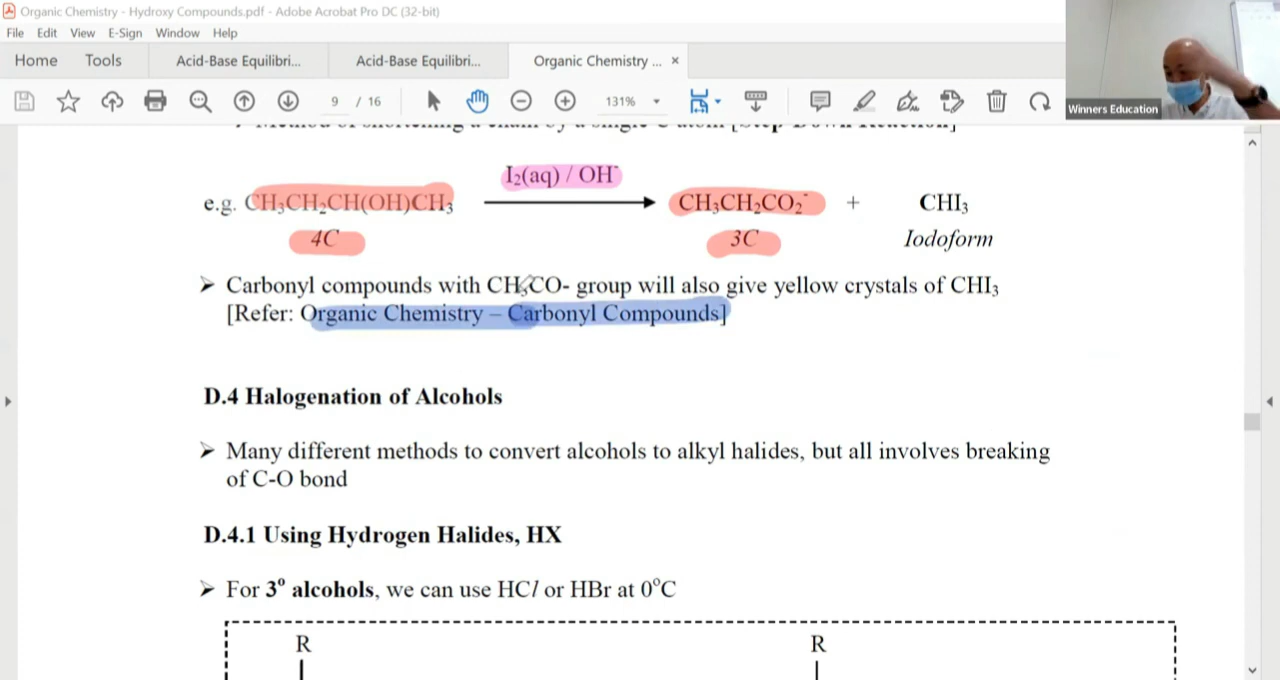 Organic Chemistry - Hydroxy Compounds.pdf - Adobe Acrobat Pro DC (32-bit)
File Edit View E-Sign Window Help
Home Tools Acid-Base Equilibri... Acid-Base Equilibri... Organic Chemistry ... ×
9 / 16 131%
Winners Education
I₂(aq) / OH⁻
e.g. CH₃CH₂CH(OH)CH₃ CH₃CH₂CO₂⁻ + CHI₃
4C 3C Iodoform
➤ Carbonyl compounds with CH₃CO- group will also give yellow crystals of CHI₃
[Refer: Organic Chemistry – Carbonyl Compounds]
D.4 Halogenation of Alcohols
➤ Many different methods to convert alcohols to alkyl halides, but all involves breaking
of C-O bond
D.4.1 Using Hydrogen Halides, HX
➤ For 3° alcohols, we can use HCl or HBr at 0°C
R R